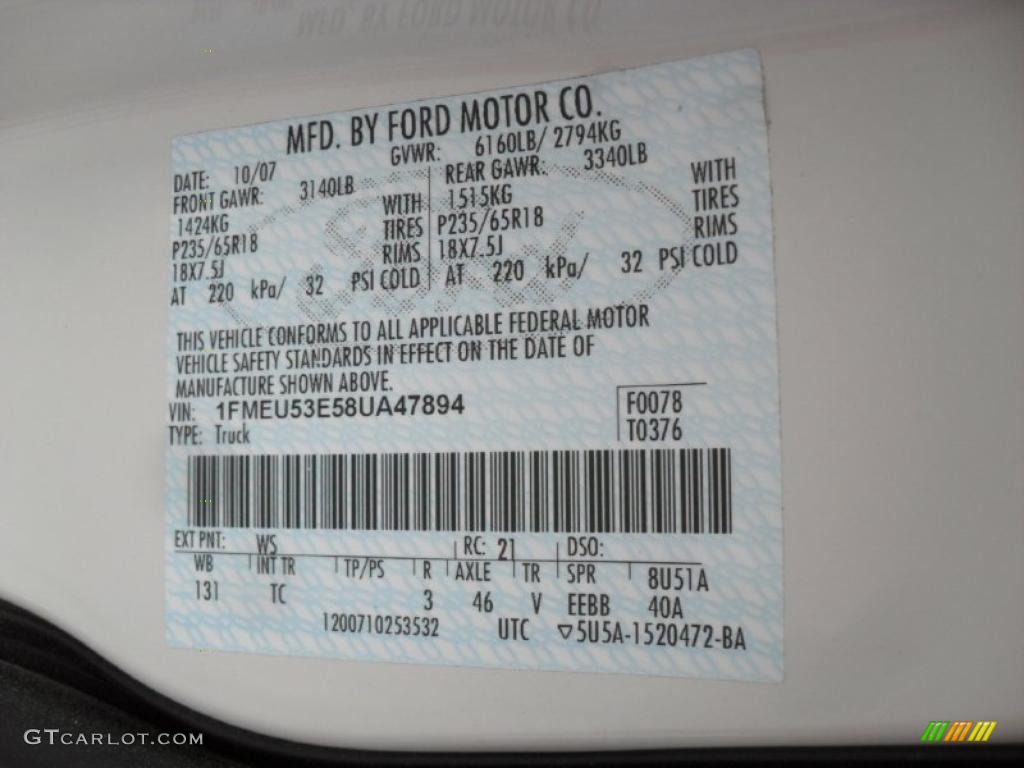 MFD. BY FORD MOTOR CO.
DATE: 10/07 GVWR: 6160LB/ 2794KG
FRONT GAWR: 3140LB REAR GAWR: 3340LB
1424KG WITH 1515KG WITH
P235/65R18 TIRES P235/65R18 TIRES
18X7.5J RIMS 18X7.5J RIMS
AT 220 kPa/ 32 PSI COLD AT 220 kPa/ 32 PSI COLD
THIS VEHICLE CONFORMS TO ALL APPLICABLE FEDERAL MOTOR
VEHICLE SAFETY STANDARDS IN EFFECT ON THE DATE OF
MANUFACTURE SHOWN ABOVE.
VIN: 1FMEU53E58UA47894 F0078
TYPE: Truck T0376
EXT PNT: WS RC: 21 DSO:
WB INT TR TP/PS R AXLE TR SPR 8U51A
131 TC 3 46 V EEBB 40A
1200710253532 UTC ▽5U5A-1520472-BA
GTCARLOT.COM